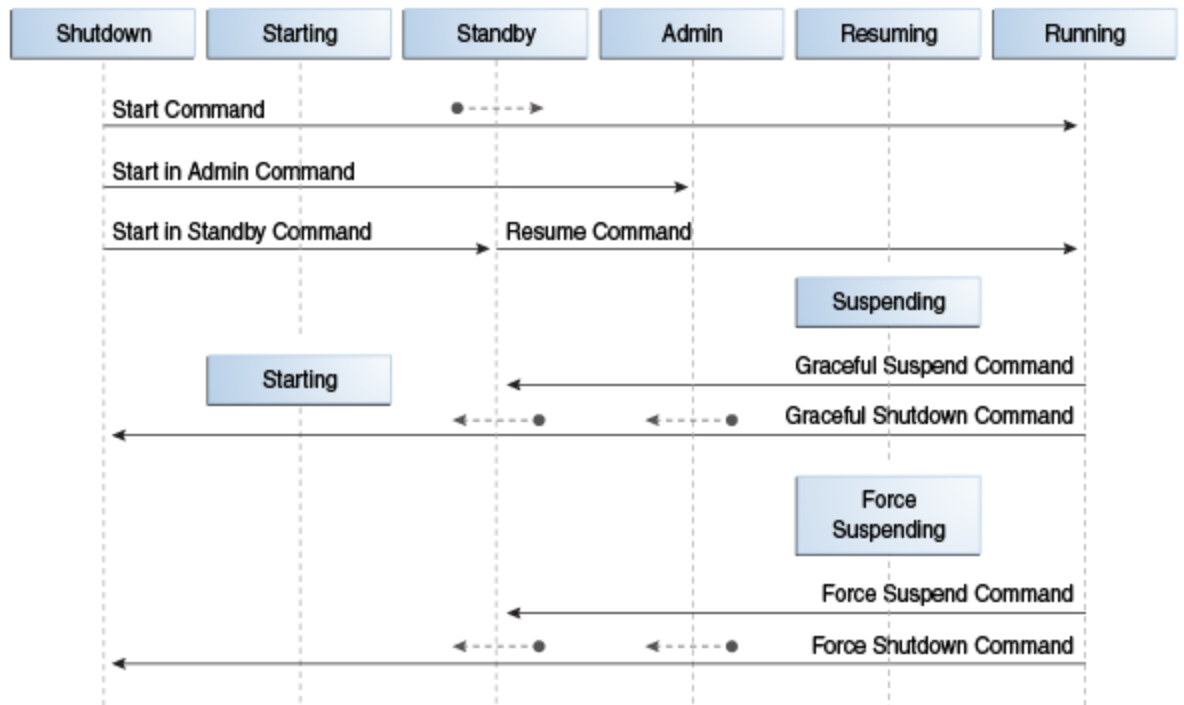 Shutdown
Starting
Standby
Admin
Resuming
Running
Start Command
Start in Admin Command
Start in Standby Command
Resume Command
Suspending
Graceful Suspend Command
Starting
Graceful Shutdown Command
Force
Suspending
Force Suspend Command
Force Shutdown Command